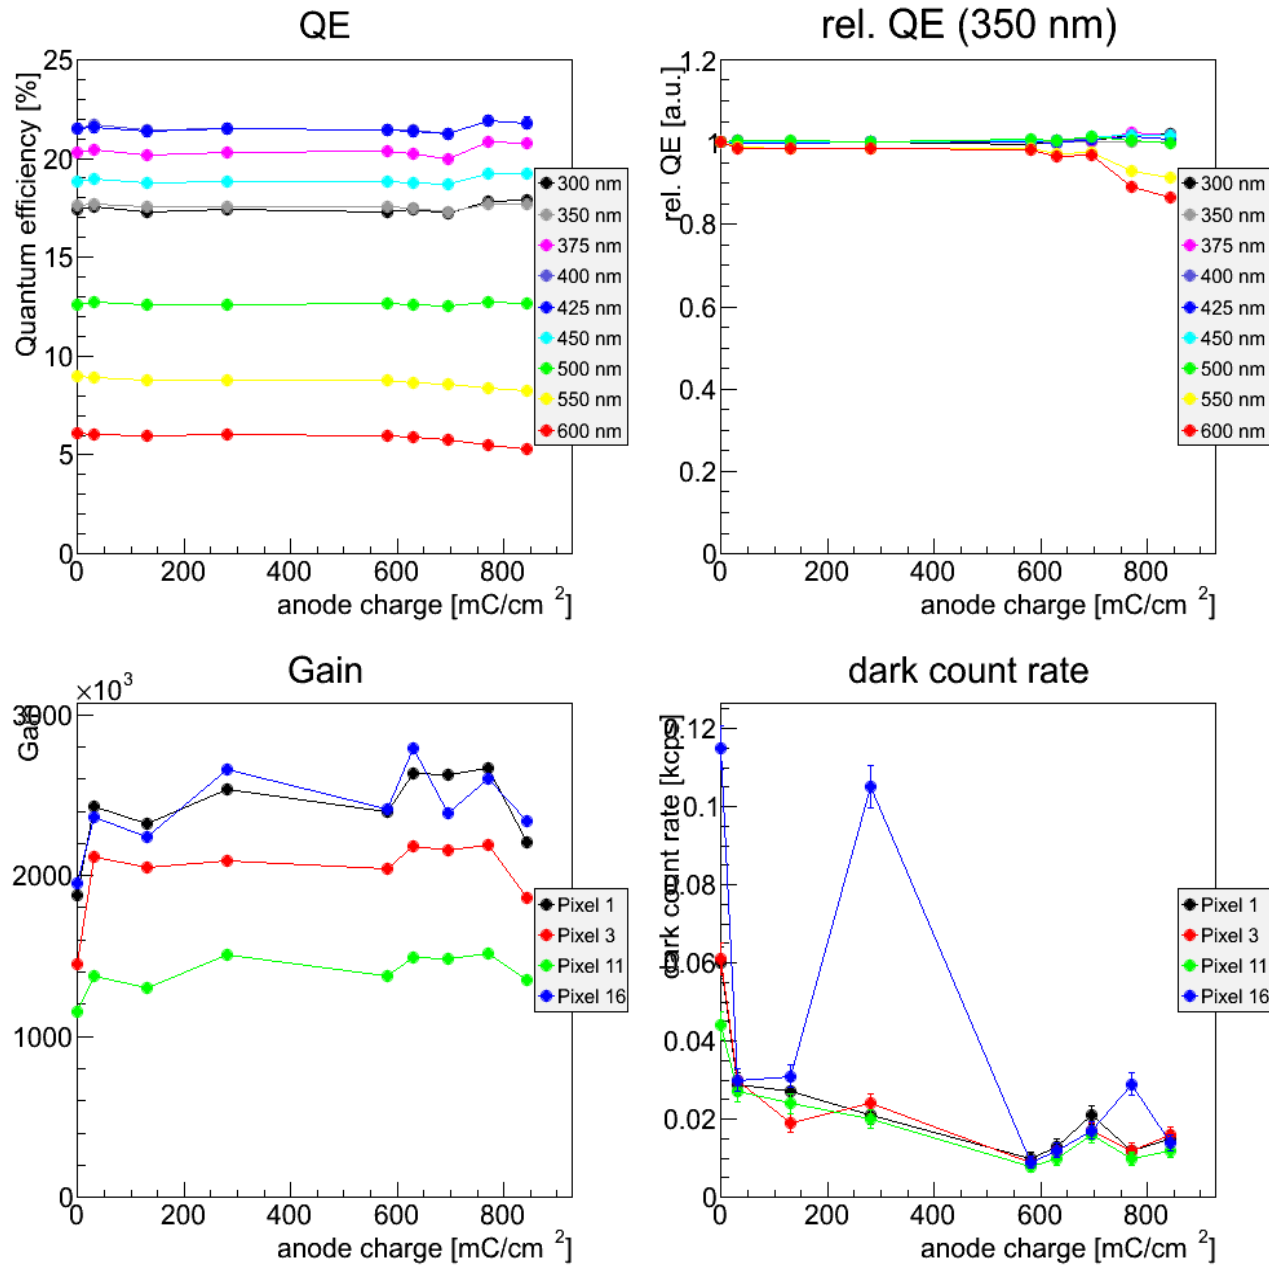 QE
Quantum efficiency [%]
25
20
15
10
5
0
0 200 400 600 800
anode charge [mC/cm 2]
300 nm
350 nm
375 nm
400 nm
425 nm
450 nm
500 nm
550 nm
600 nm
rel. QE (350 nm)
rel. QE [a.u.]
1.2
1
0.8
0.6
0.4
0.2
0
0 200 400 600 800
anode charge [mC/cm 2]
300 nm
350 nm
375 nm
400 nm
425 nm
450 nm
500 nm
550 nm
600 nm
Gain
×10³
Gain
3000
2000
1000
0
0 200 400 600 800
anode charge [mC/cm 2]
Pixel 1
Pixel 3
Pixel 11
Pixel 16
dark count rate
dark count rate [kcps]
0.12
0.1
0.08
0.06
0.04
0.02
0
0 200 400 600 800
anode charge [mC/cm 2]
Pixel 1
Pixel 3
Pixel 11
Pixel 16